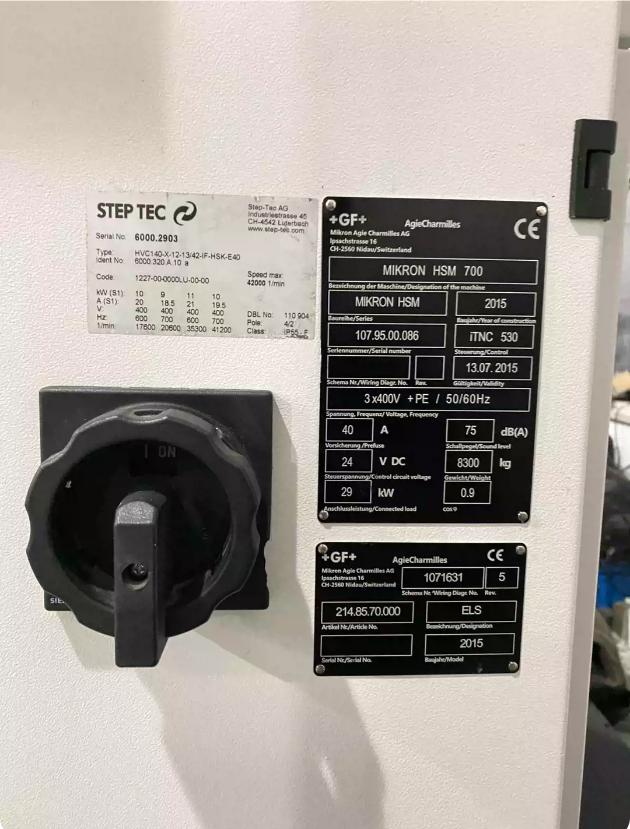 STEP TEC
Step-Tec AG
Industriestrasse 45
CH-4542 Luterbach
www.step-tec.com
Serial No. 6000.2903
Type: HVC140-X-12-13/42-IF-HSK-E40
Ident No: 6000.320.A.10 a
Code: 1227-00-0000LU-00-00
Speed max:
42000 1/min
kW (S1): 10 9 11 10
A (S1): 20 18.5 21 19.5
V: 400 400 400 400
Hz: 600 700 600 700
1/min: 17600 20600 35300 41200
DBL No: 110 904
Pole: 4/2
Class: IP55 - F
I ON
SIE
+GF+ AgieCharmilles CE
Mikron Agie Charmilles AG
Ipsachstrasse 16
CH-2560 Nidau/Switzerland
MIKRON HSM 700
Bezeichnung der Maschine/Designation of the machine
MIKRON HSM 2015
Baureihe/Series Baujahr/Year of construction
107.95.00.086 iTNC 530
Seriennummer/Serial number Steuerung/Control
13.07.2015
Schema Nr./Wiring Diagr. No. Rev. Gültigkeit/Validity
3x400V +PE / 50/60Hz
Spannung, Frequenz/ Voltage, Frequency
40 A 75 dB(A)
Vorsicherung /Prefuse Schallpegel/Sound level
24 V DC 8300 kg
Steuerspannung/Control circuit voltage Gewicht/Weight
29 kW 0.9
Anschlussleistung/Connected load cos φ
+GF+ AgieCharmilles CE
Mikron Agie Charmilles AG
Ipsachstrasse 16
CH-2560 Nidau/Switzerland
1071631 5
Schema Nr./Wiring Diagr. No. Rev.
214.85.70.000 ELS
Artikel Nr./Article No. Bezeichnung/Designation
2015
Serial Nr./Serial No. Baujahr/Model